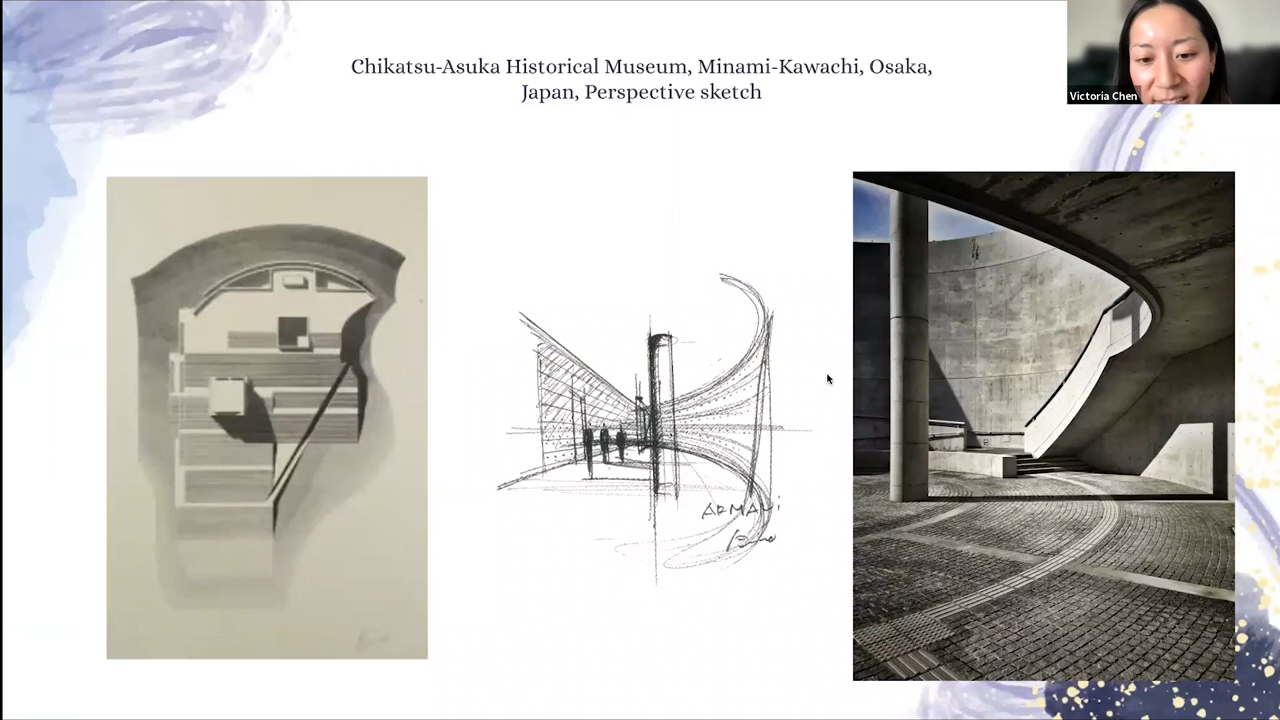 Chikatsu-Asuka Historical Museum, Minami-Kawachi, Osaka,
Japan, Perspective sketch
Victoria Chen
ARMANi